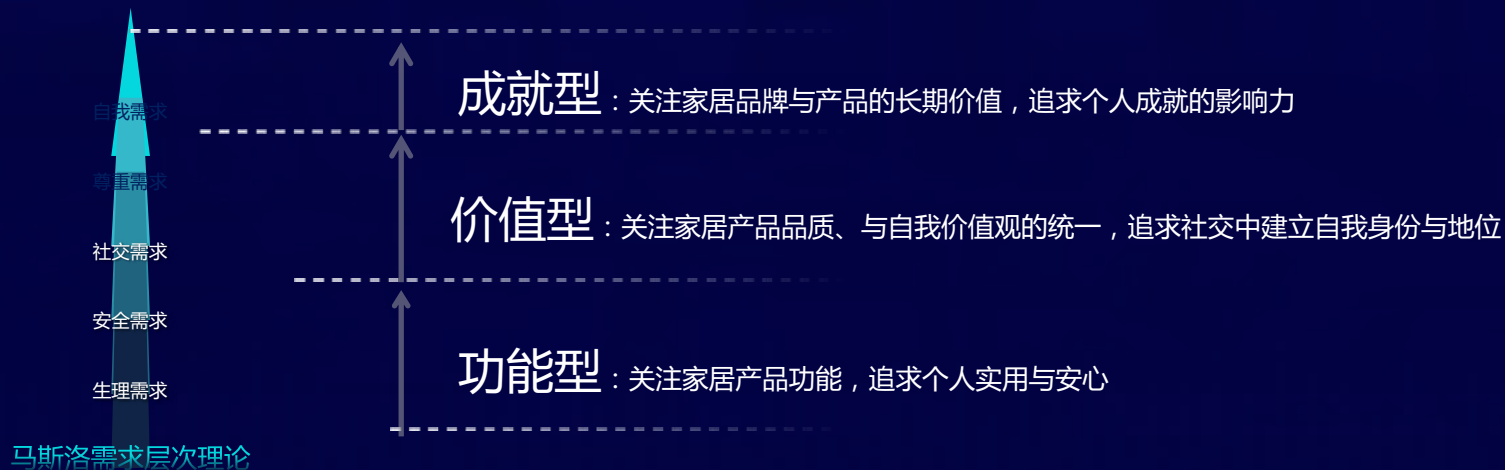 自我需求
成就型：关注家居品牌与产品的长期价值，追求个人成就的影响力
尊重需求
价值型：关注家居产品品质、与自我价值观的统一，追求社交中建立自我身份与地位
社交需求
安全需求
功能型：关注家居产品功能，追求个人实用与安心
生理需求
马斯洛需求层次理论